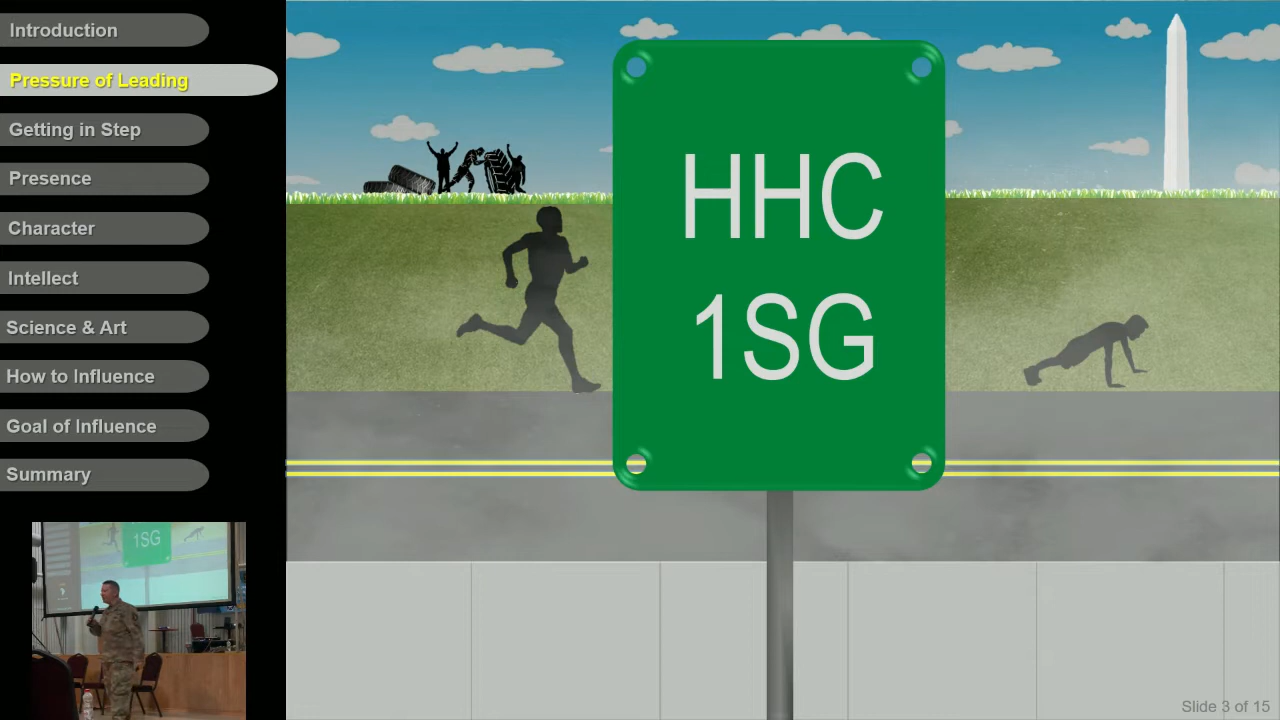 Introduction
Pressure of Leading
Getting in Step
Presence
Character
Intellect
Science & Art
How to Influence
Goal of Influence
Summary
HHC
1SG
1SG
Slide 3 of 15